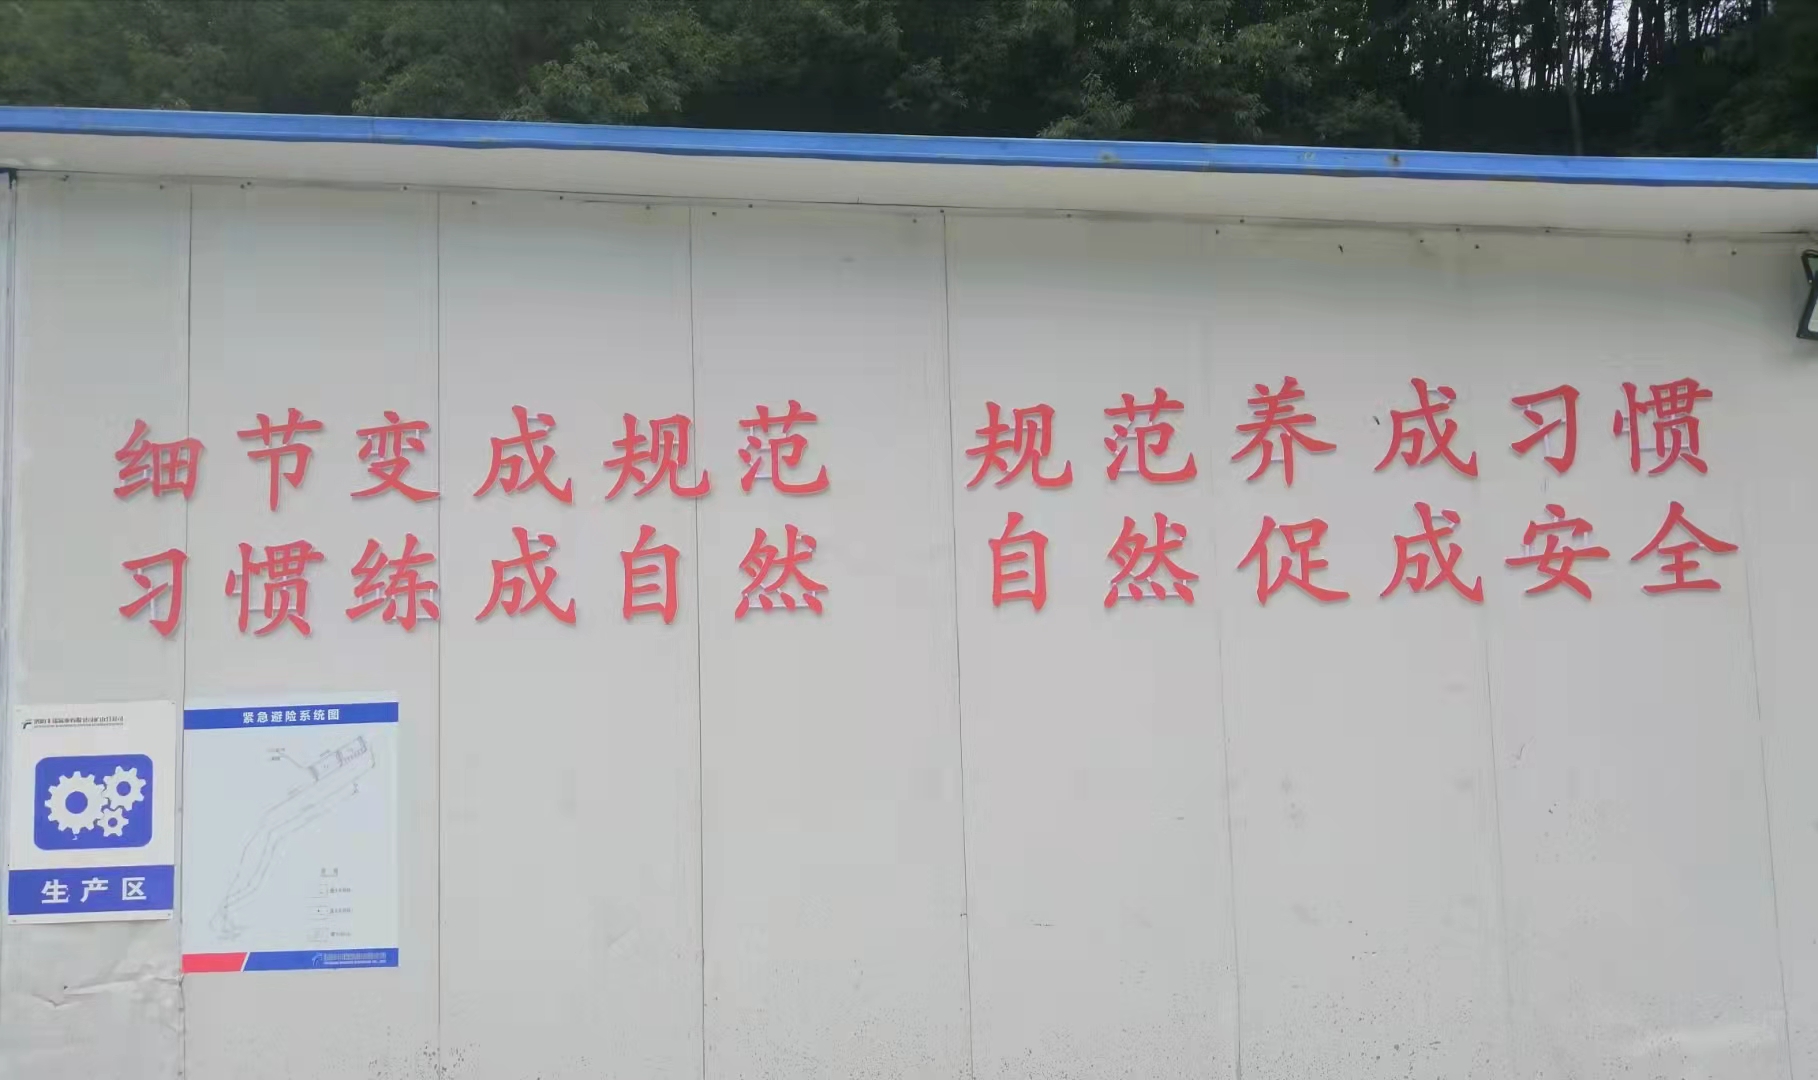 细节变成规范 规范养成习惯
习惯练成自然 自然促成安全
紧急避险系统图
生产区